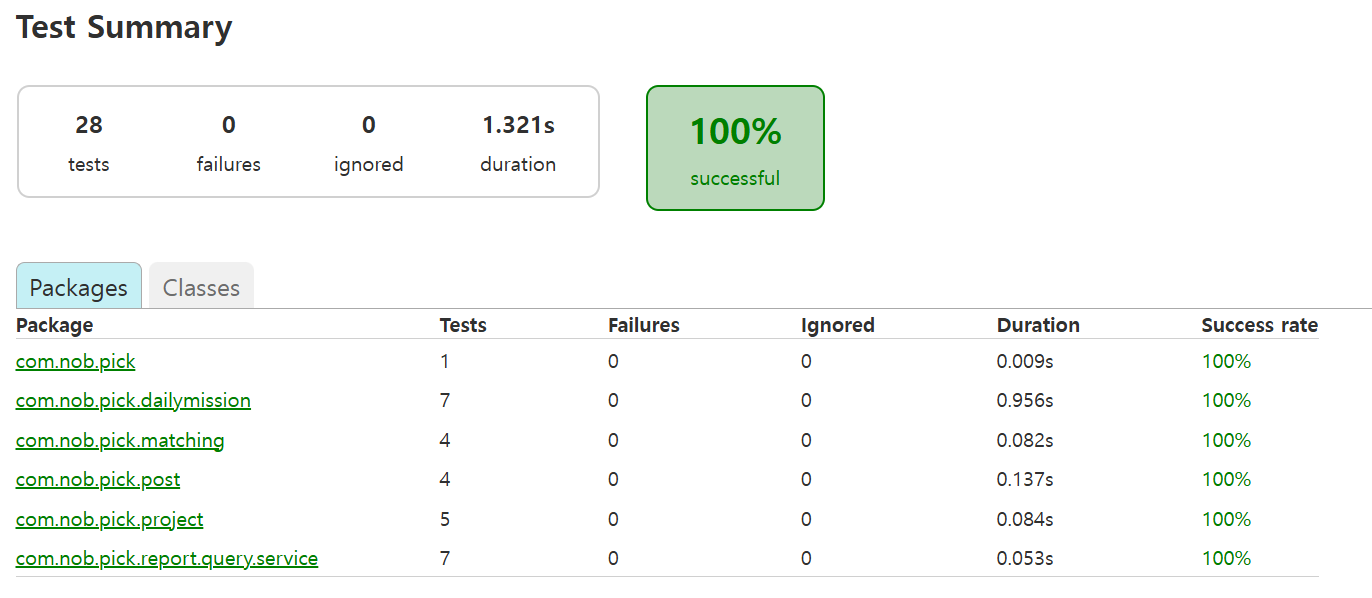 Test Summary
28 0 0 1.321s
tests failures ignored duration
100%
successful
Packages Classes
Package Tests Failures Ignored Duration Success rate
com.nob.pick 1 0 0 0.009s 100%
com.nob.pick.dailymission 7 0 0 0.956s 100%
com.nob.pick.matching 4 0 0 0.082s 100%
com.nob.pick.post 4 0 0 0.137s 100%
com.nob.pick.project 5 0 0 0.084s 100%
com.nob.pick.report.query.service 7 0 0 0.053s 100%